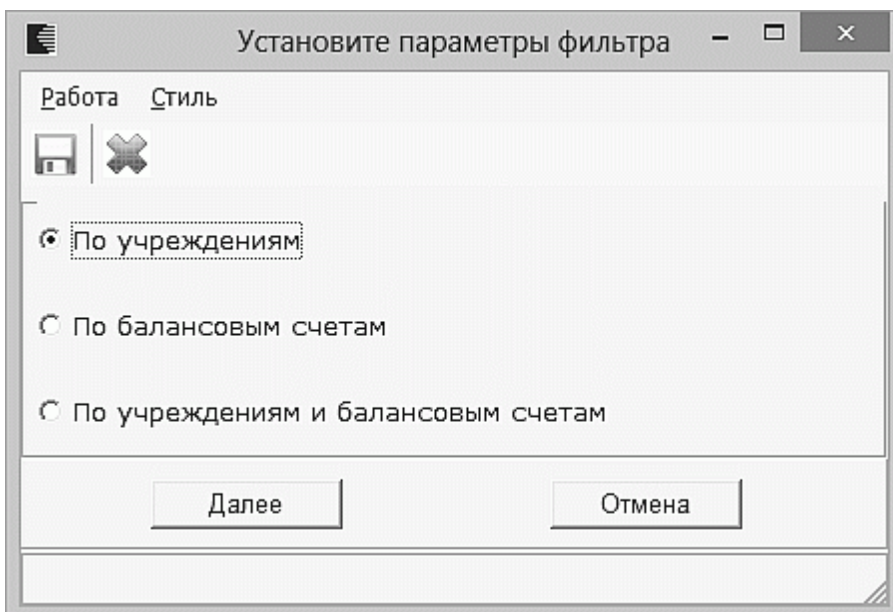 Установите параметры фильтра
Работа Стиль
По учреждениям
По балансовым счетам
По учреждениям и балансовым счетам
Далее Отмена